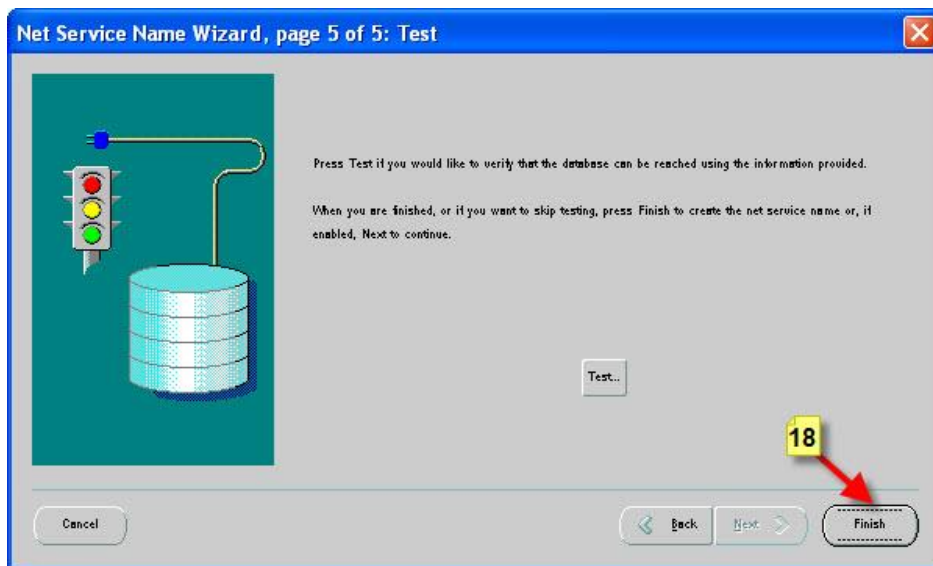 Net Service Name Wizard, page 5 of 5: Test
Press Test if you would like to verify that the database can be reached using the information provided.
When you are finished, or if you want to skip testing, press Finish to create the net service name or, if
enabled, Next to continue.
Test...
18
Cancel
Back
Next
Finish